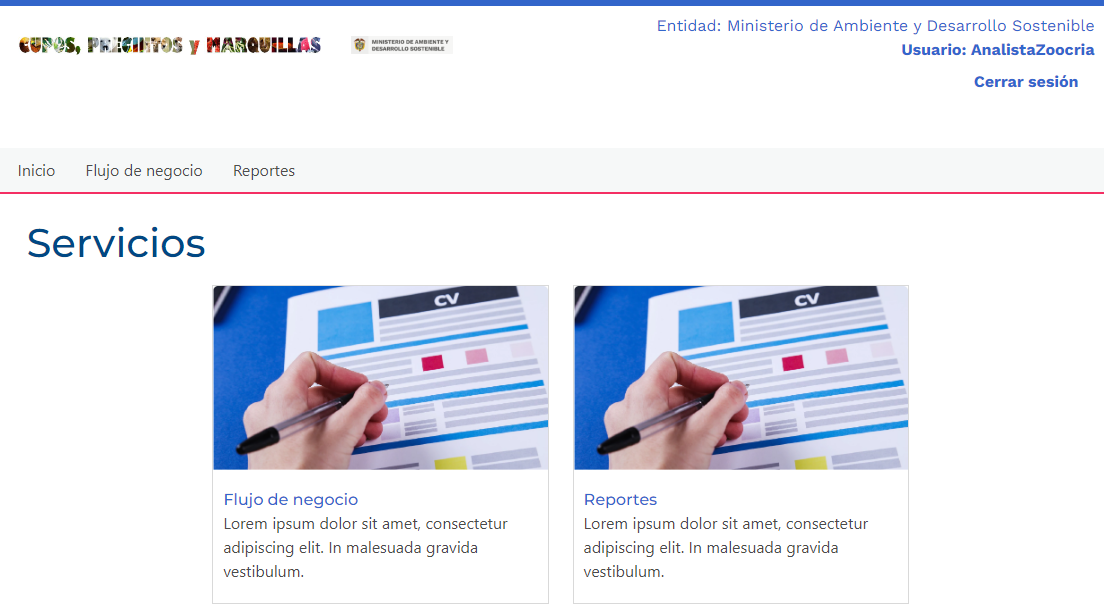 CUPOS, PRECINTOS y MARQUILLAS
MINISTERIO DE AMBIENTE Y
DESARROLLO SOSTENIBLE
Entidad: Ministerio de Ambiente y Desarrollo Sostenible
Usuario: AnalistaZoocria
Cerrar sesión
Inicio
Flujo de negocio
Reportes
Servicios
CV
CV
Flujo de negocio
Lorem ipsum dolor sit amet, consectetur
adipiscing elit. In malesuada gravida
vestibulum.
Reportes
Lorem ipsum dolor sit amet, consectetur
adipiscing elit. In malesuada gravida
vestibulum.